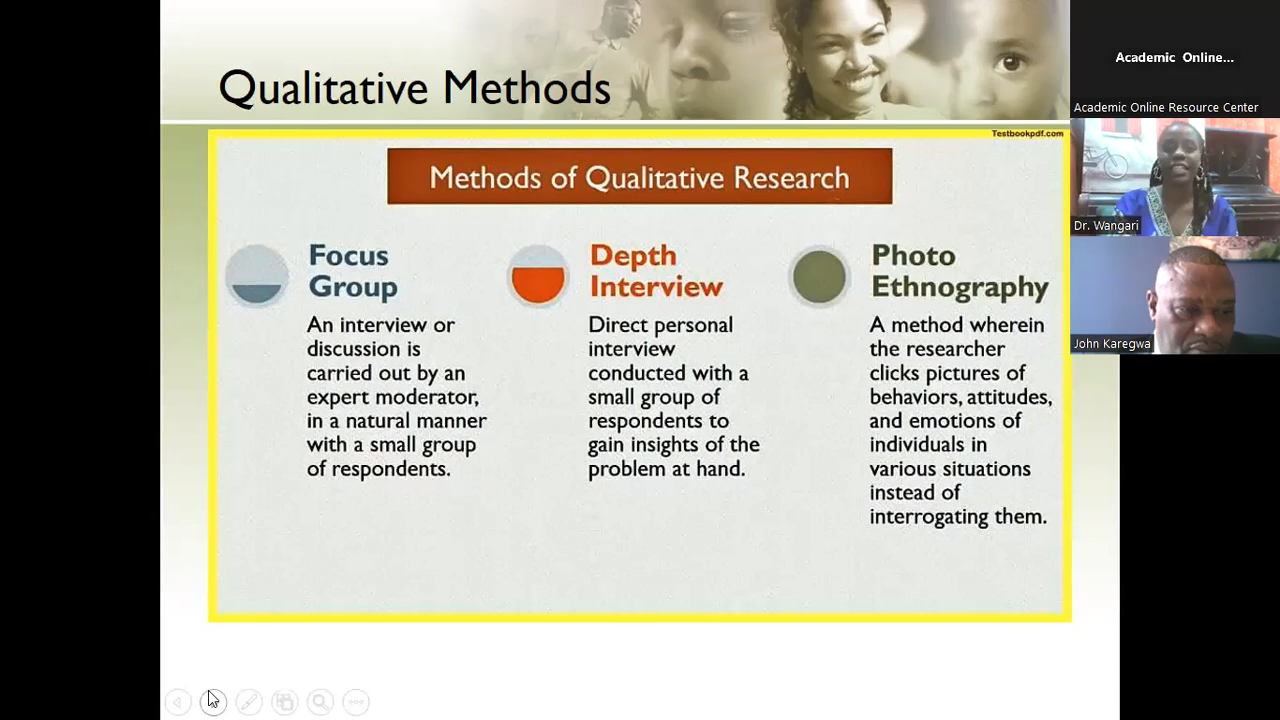 Qualitative Methods
Testbookpdf.com
Methods of Qualitative Research
Focus
Group
An interview or
discussion is
carried out by an
expert moderator,
in a natural manner
with a small group
of respondents.
Depth
Interview
Direct personal
interview
conducted with a
small group of
respondents to
gain insights of the
problem at hand.
Photo
Ethnography
A method wherein
the researcher
clicks pictures of
behaviors, attitudes,
and emotions of
individuals in
various situations
instead of
interrogating them.
Academic Online...
Academic Online Resource Center
Dr. Wangari
John Karegwa